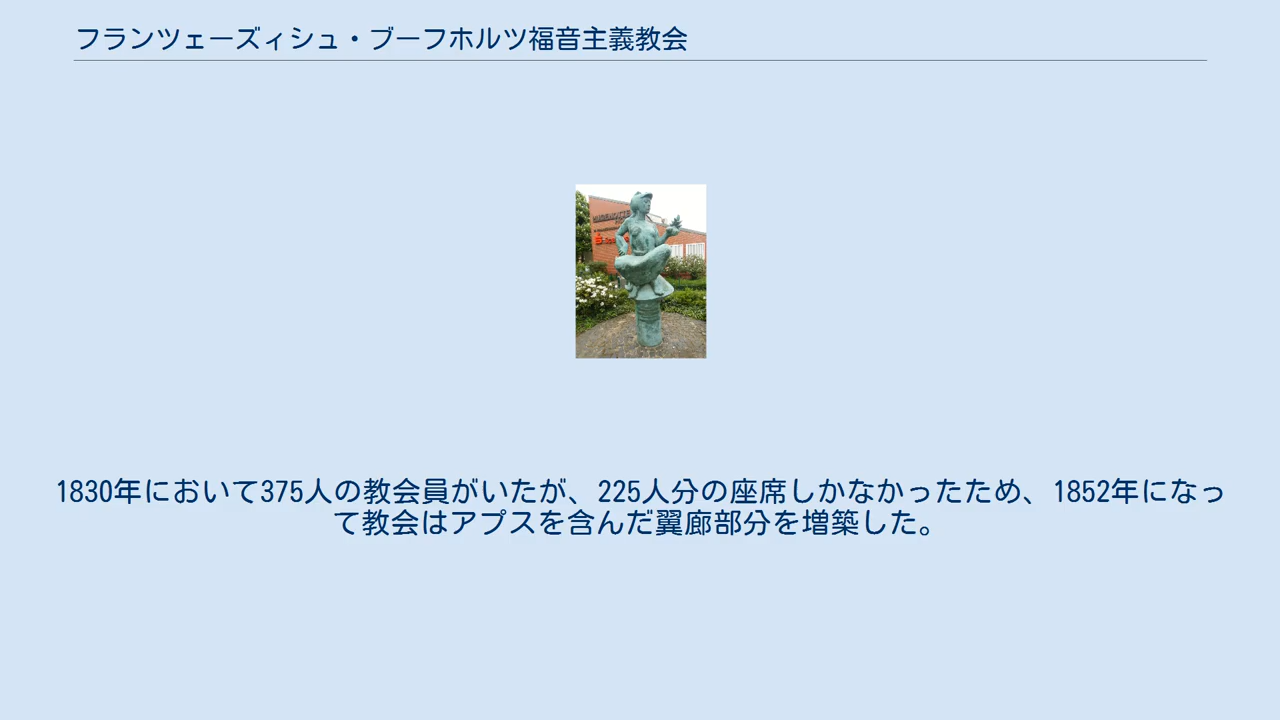 フランツェーズィシュ・ブーフホルツ福音主義教会
1830年において375人の教会員がいたが、225人分の座席しかなかったため、1852年になっ
て教会はアプスを含んだ翼廊部分を増築した。